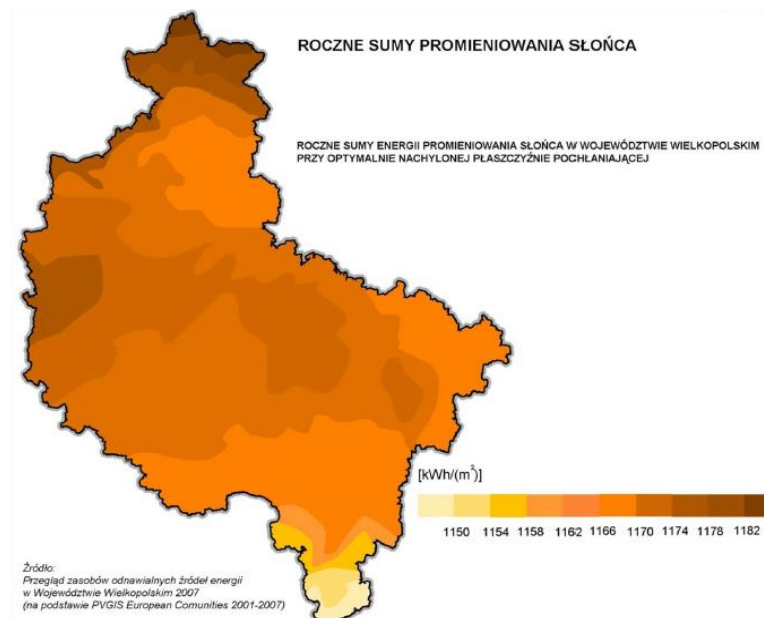 ROCZNE SUMY PROMIENIOWANIA SŁOŃCA
ROCZNE SUMY ENERGII PROMIENIOWANIA SŁOŃCA W WOJEWÓDZTWIE WIELKOPOLSKIM
PRZY OPTYMALNIE NACHYLONEJ PŁASZCZYŹNIE POCHŁANIAJĄCEJ
[kWh/(m²)]
1150 1154 1158 1162 1166 1170 1174 1178 1182
Źródło:
Przegląd zasobów odnawialnych źródeł energii
w Województwie Wielkopolskim 2007
(na podstawie PVGIS European Comunities 2001-2007)